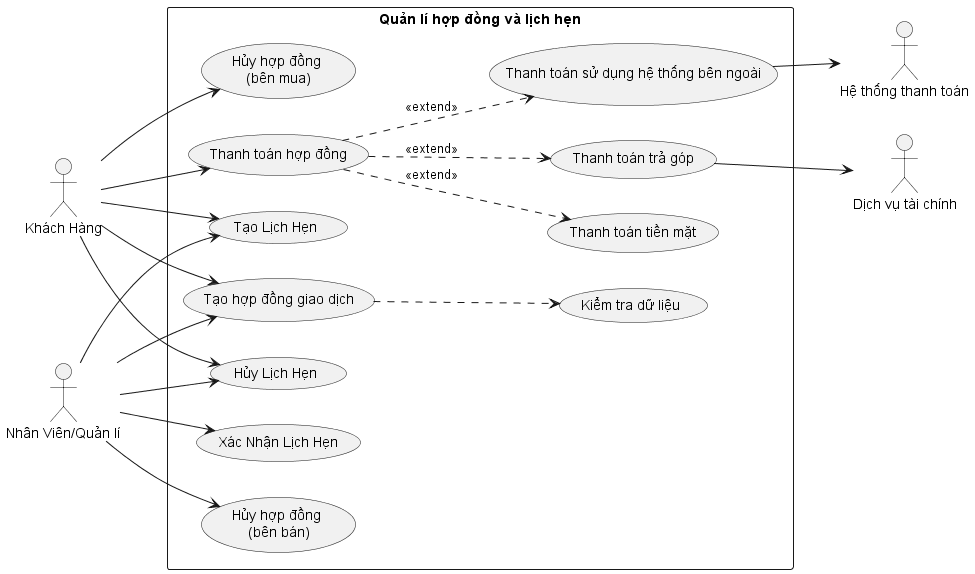 Quản lí hợp đồng và lịch hẹn
Hủy hợp đồng
(bên mua)
Thanh toán sử dụng hệ thống bên ngoài
Hệ thống thanh toán
«extend»
Thanh toán hợp đồng
«extend»
Thanh toán trả góp
Dịch vụ tài chính
«extend»
Khách Hàng
Tạo Lịch Hẹn
Thanh toán tiền mặt
Tạo hợp đồng giao dịch
Kiểm tra dữ liệu
Hủy Lịch Hẹn
Nhân Viên/Quản lí
Xác Nhận Lịch Hẹn
Hủy hợp đồng
(bên bán)